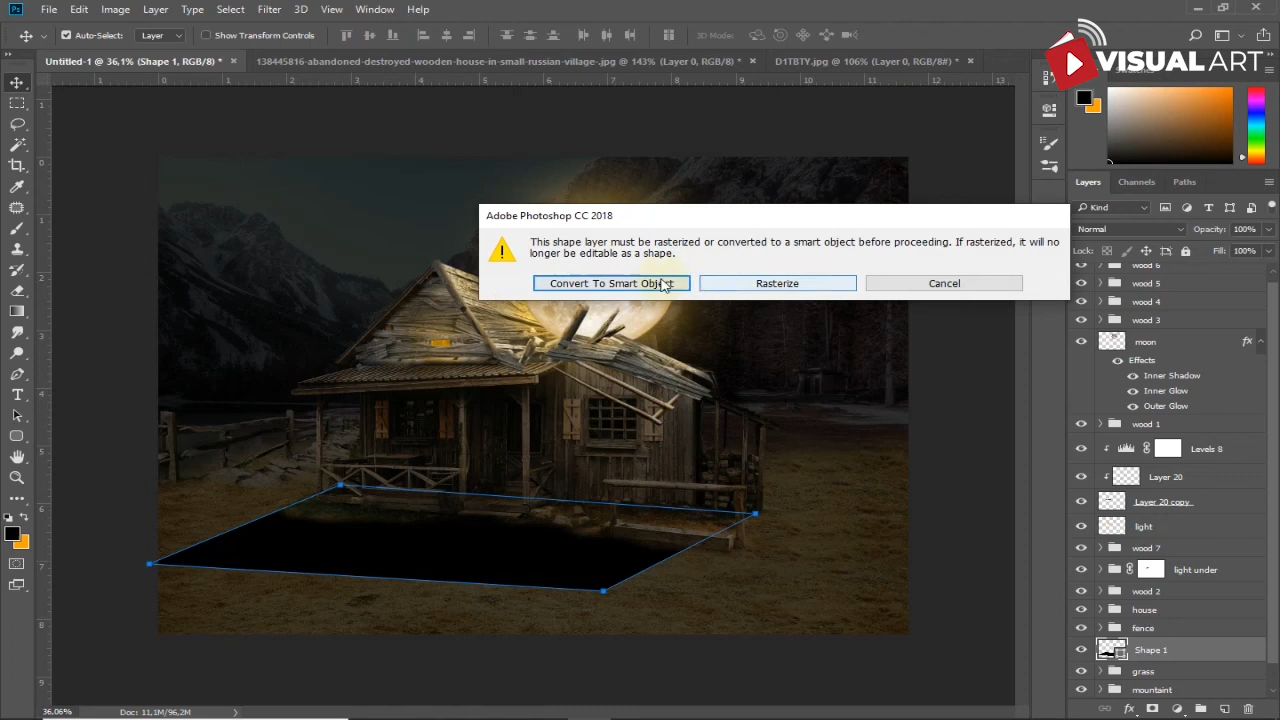 Ps File Edit Image Layer Type Select Filter 3D View Window Help
Auto-Select: Layer Show Transform Controls 3D Mode:
VISUAL ART
Untitled-1 @ 36,1% (Shape 1, RGB/8) * 138445816-abandoned-destroyed-wooden-house-in-small-russian-village-.jpg @ 143% (Layer 0, RGB/8) * D1TBTY.jpg @ 106% (Layer 0, RGB/8#) *
Layers Channels Paths
Kind
Normal Opacity: 100%
Lock: Fill: 100%
Adobe Photoshop CC 2018
This shape layer must be rasterized or converted to a smart object before proceeding. If rasterized, it will no
longer be editable as a shape.
Convert To Smart Object Rasterize Cancel
wood 6
wood 5
wood 4
wood 3
moon fx
Effects
Inner Shadow
Inner Glow
Outer Glow
wood 1
Levels 8
Layer 20
Layer 20 copy
light
wood 7
light under
wood 2
house
fence
Shape 1
grass
mountaint
36.06% Doc: 11,1M/96,2M